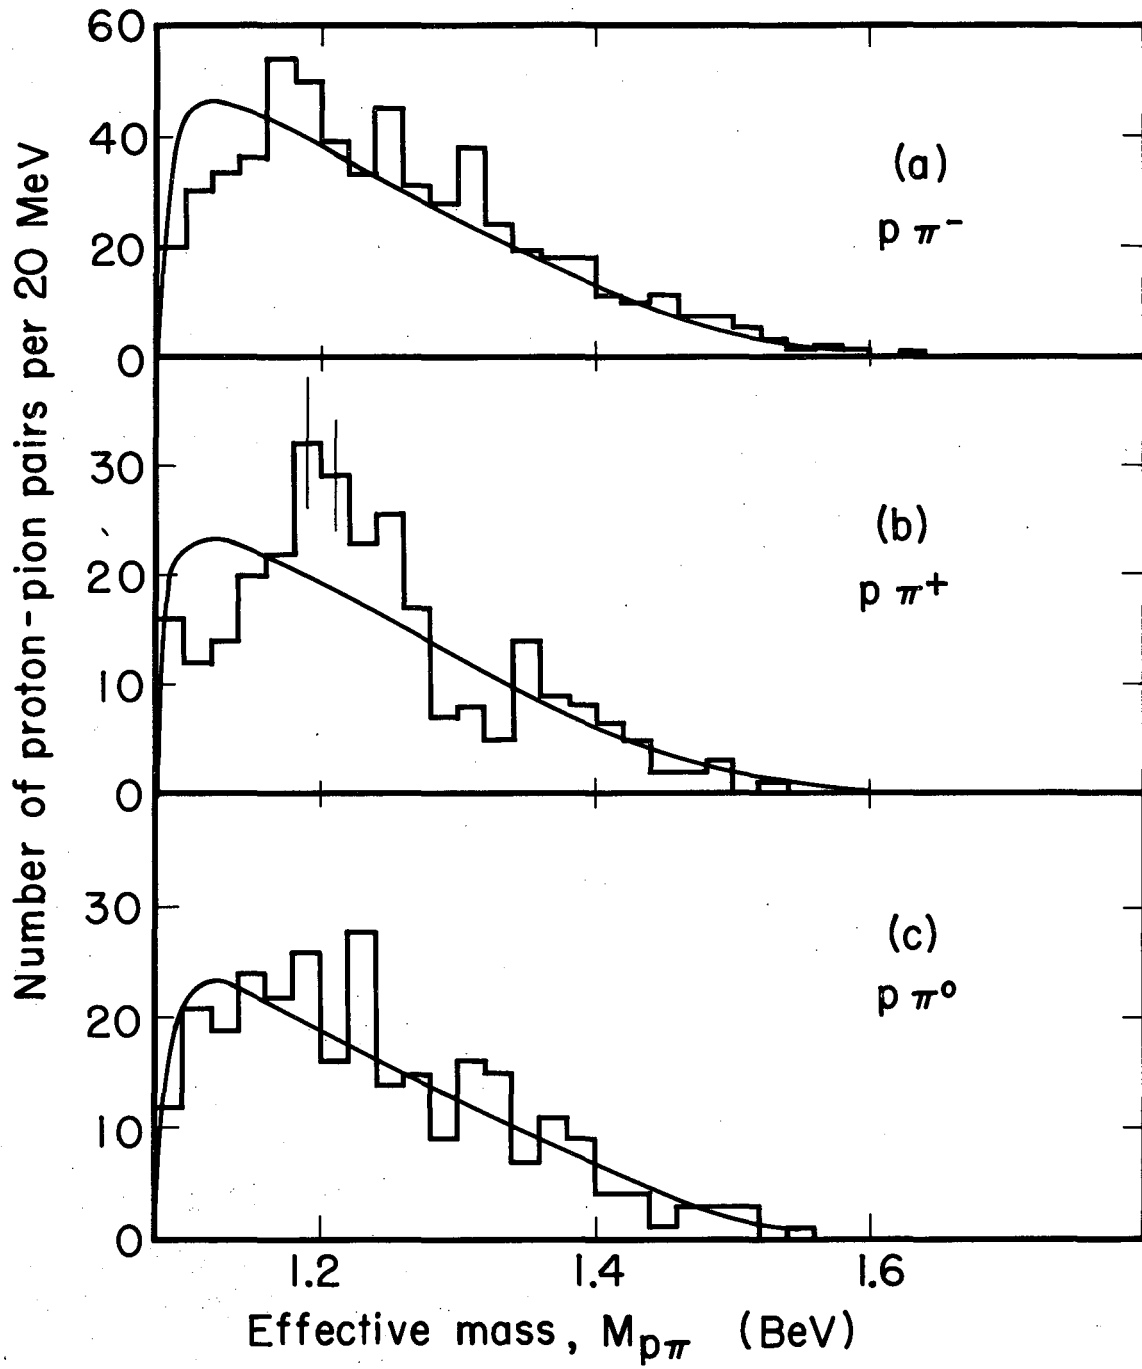 Number of proton-pion pairs per 20 MeV
60
40
20
0
(a)
p π⁻
30
20
10
0
(b)
p π⁺
30
20
10
0
(c)
p π⁰
1.2 1.4 1.6
Effective mass, Mpπ (BeV)